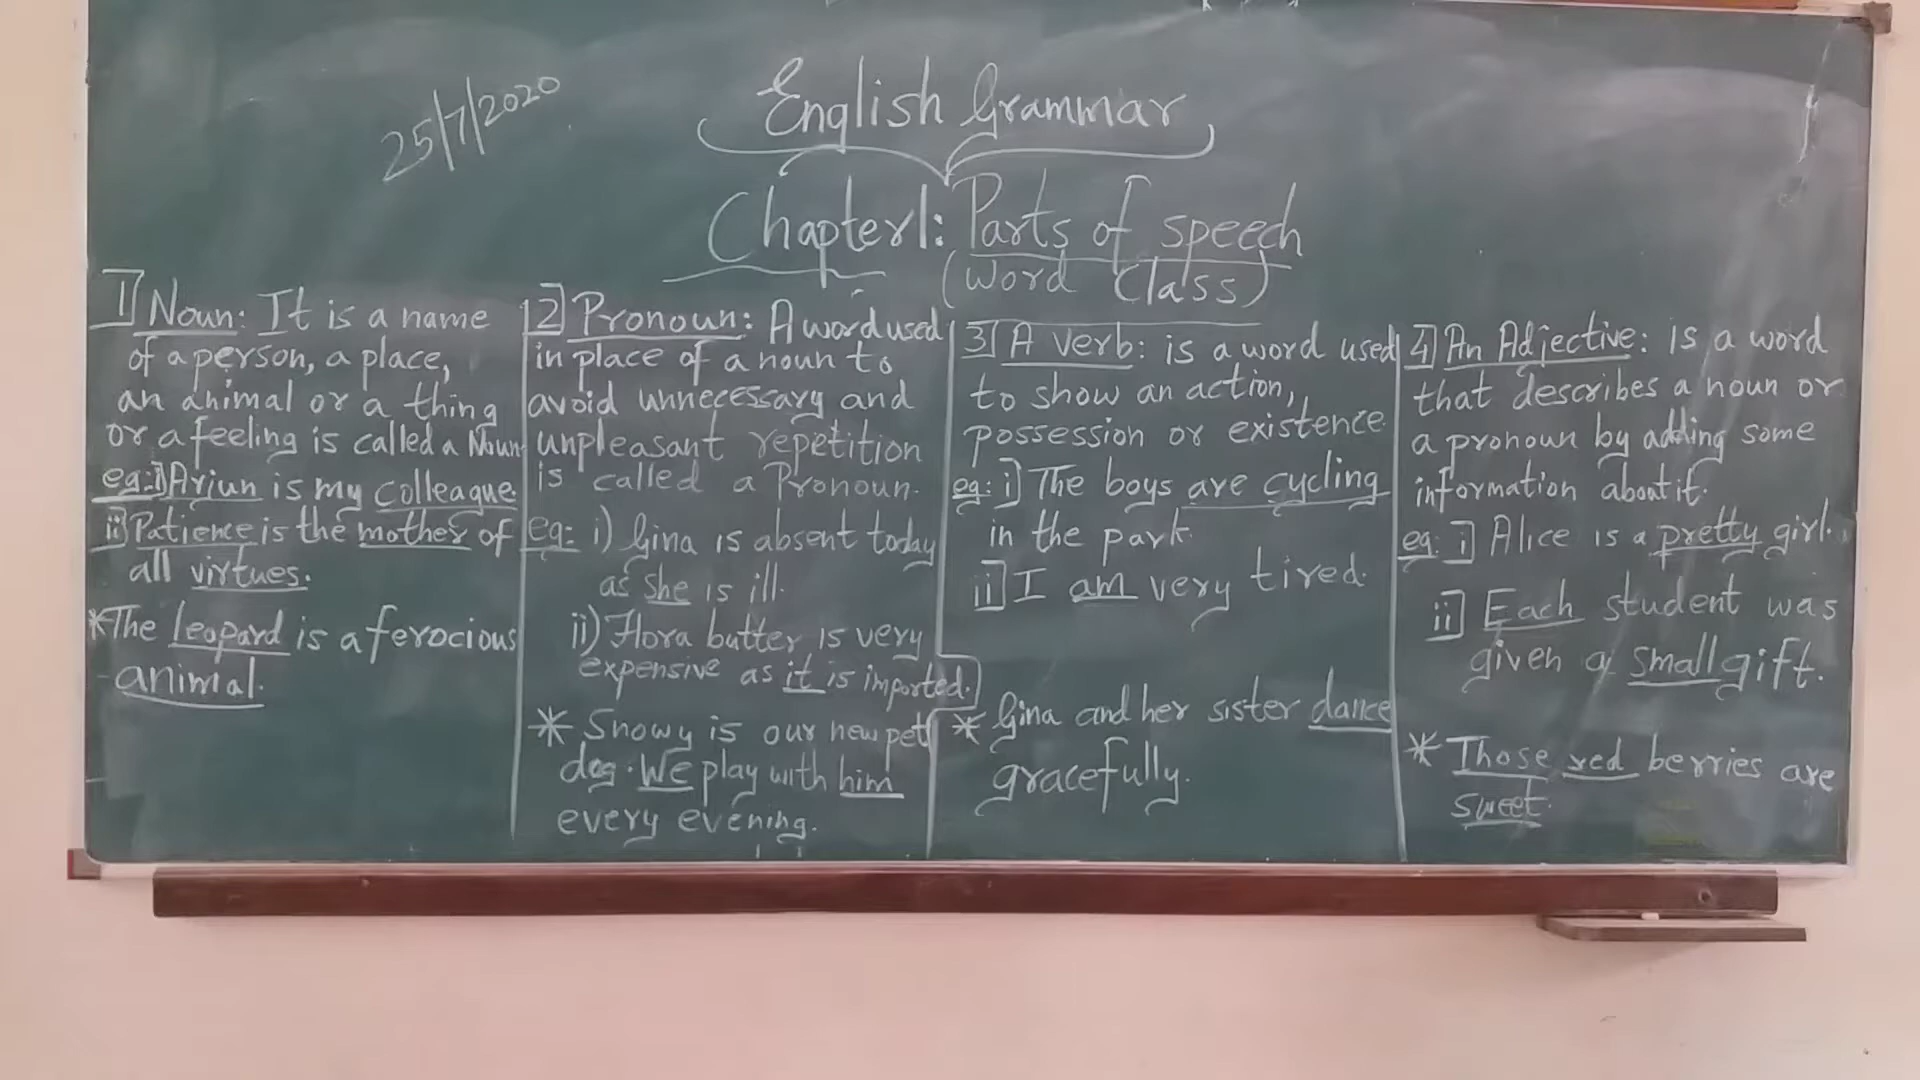 25/7/2020
English Grammar
Chapter 1: Parts of speech
(Word Class)
1] Noun: It is a name
of a person, a place,
an animal or a thing
or a feeling is called a Noun
eg: i] Arjun is my colleague.
ii] Patience is the mother of
all virtues.
*The leopard is a ferocious
animal.
2] Pronoun: A word used
in place of a noun to
avoid unnecessary and
unpleasant repetition
is called a Pronoun.
eg: i) Gina is absent today
as she is ill.
ii) Flora butter is very
expensive as it is imported.
* Snowy is our new pet
dog. We play with him
every evening.
3] A verb: is a word used
to show an action,
possession or existence.
eg: i] The boys are cycling
in the park.
ii] I am very tired.
* Gina and her sister dance
gracefully.
4] An Adjective: is a word
that describes a noun or
a pronoun by adding some
information about it.
eg: i] Alice is a pretty girl.
ii] Each student was
given a small gift.
* Those red berries are
sweet.